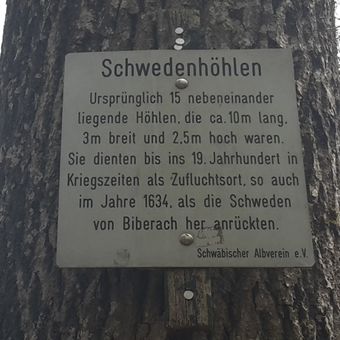 Schwedenhöhlen
Ursprünglich 15 nebeneinander
liegende Höhlen, die ca. 10m lang,
3m breit und 2,5m hoch waren.
Sie dienten bis ins 19. Jahrhundert in
Kriegszeiten als Zufluchtsort, so auch
im Jahre 1634, als die Schweden
von Biberach her anrückten.
Schwäbischer Albverein e.V.